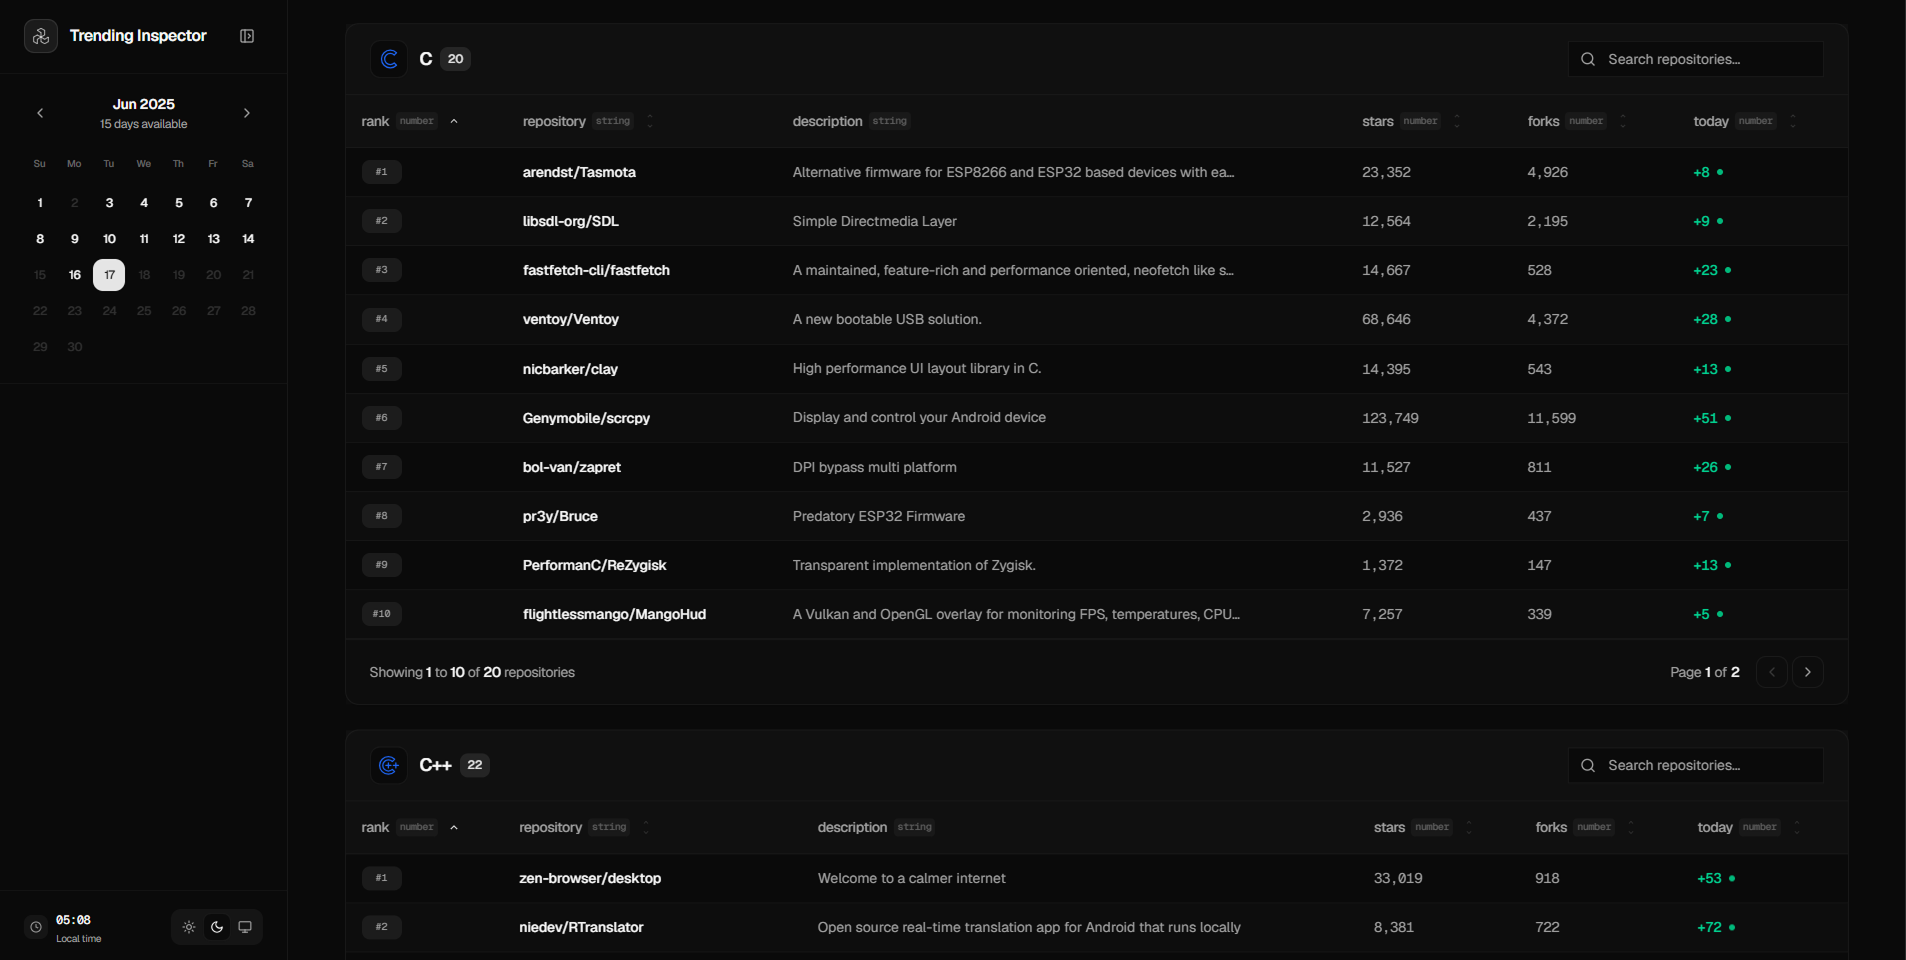 Trending Inspector
Jun 2025
15 days available
Su Mo Tu We Th Fr Sa
1 2 3 4 5 6 7
8 9 10 11 12 13 14
15 16 17 18 19 20 21
22 23 24 25 26 27 28
29 30
05:08
Local time
C 20
Search repositories...
rank number repository string description string stars number forks number today number
#1 arendst/Tasmota Alternative firmware for ESP8266 and ESP32 based devices with ea... 23,352 4,926 +8
#2 libsdl-org/SDL Simple Directmedia Layer 12,564 2,195 +9
#3 fastfetch-cli/fastfetch A maintained, feature-rich and performance oriented, neofetch like s... 14,667 528 +23
#4 ventoy/Ventoy A new bootable USB solution. 68,646 4,372 +28
#5 nicbarker/clay High performance UI layout library in C. 14,395 543 +13
#6 Genymobile/scrcpy Display and control your Android device 123,749 11,599 +51
#7 bol-van/zapret DPI bypass multi platform 11,527 811 +26
#8 pr3y/Bruce Predatory ESP32 Firmware 2,936 437 +7
#9 PerformanC/ReZygisk Transparent implementation of Zygisk. 1,372 147 +13
#10 flightlessmango/MangoHud A Vulkan and OpenGL overlay for monitoring FPS, temperatures, CPU... 7,257 339 +5
Showing 1 to 10 of 20 repositories
Page 1 of 2
C++ 22
Search repositories...
rank number repository string description string stars number forks number today number
#1 zen-browser/desktop Welcome to a calmer internet 33,019 918 +53
#2 niedev/RTranslator Open source real-time translation app for Android that runs locally 8,381 722 +72